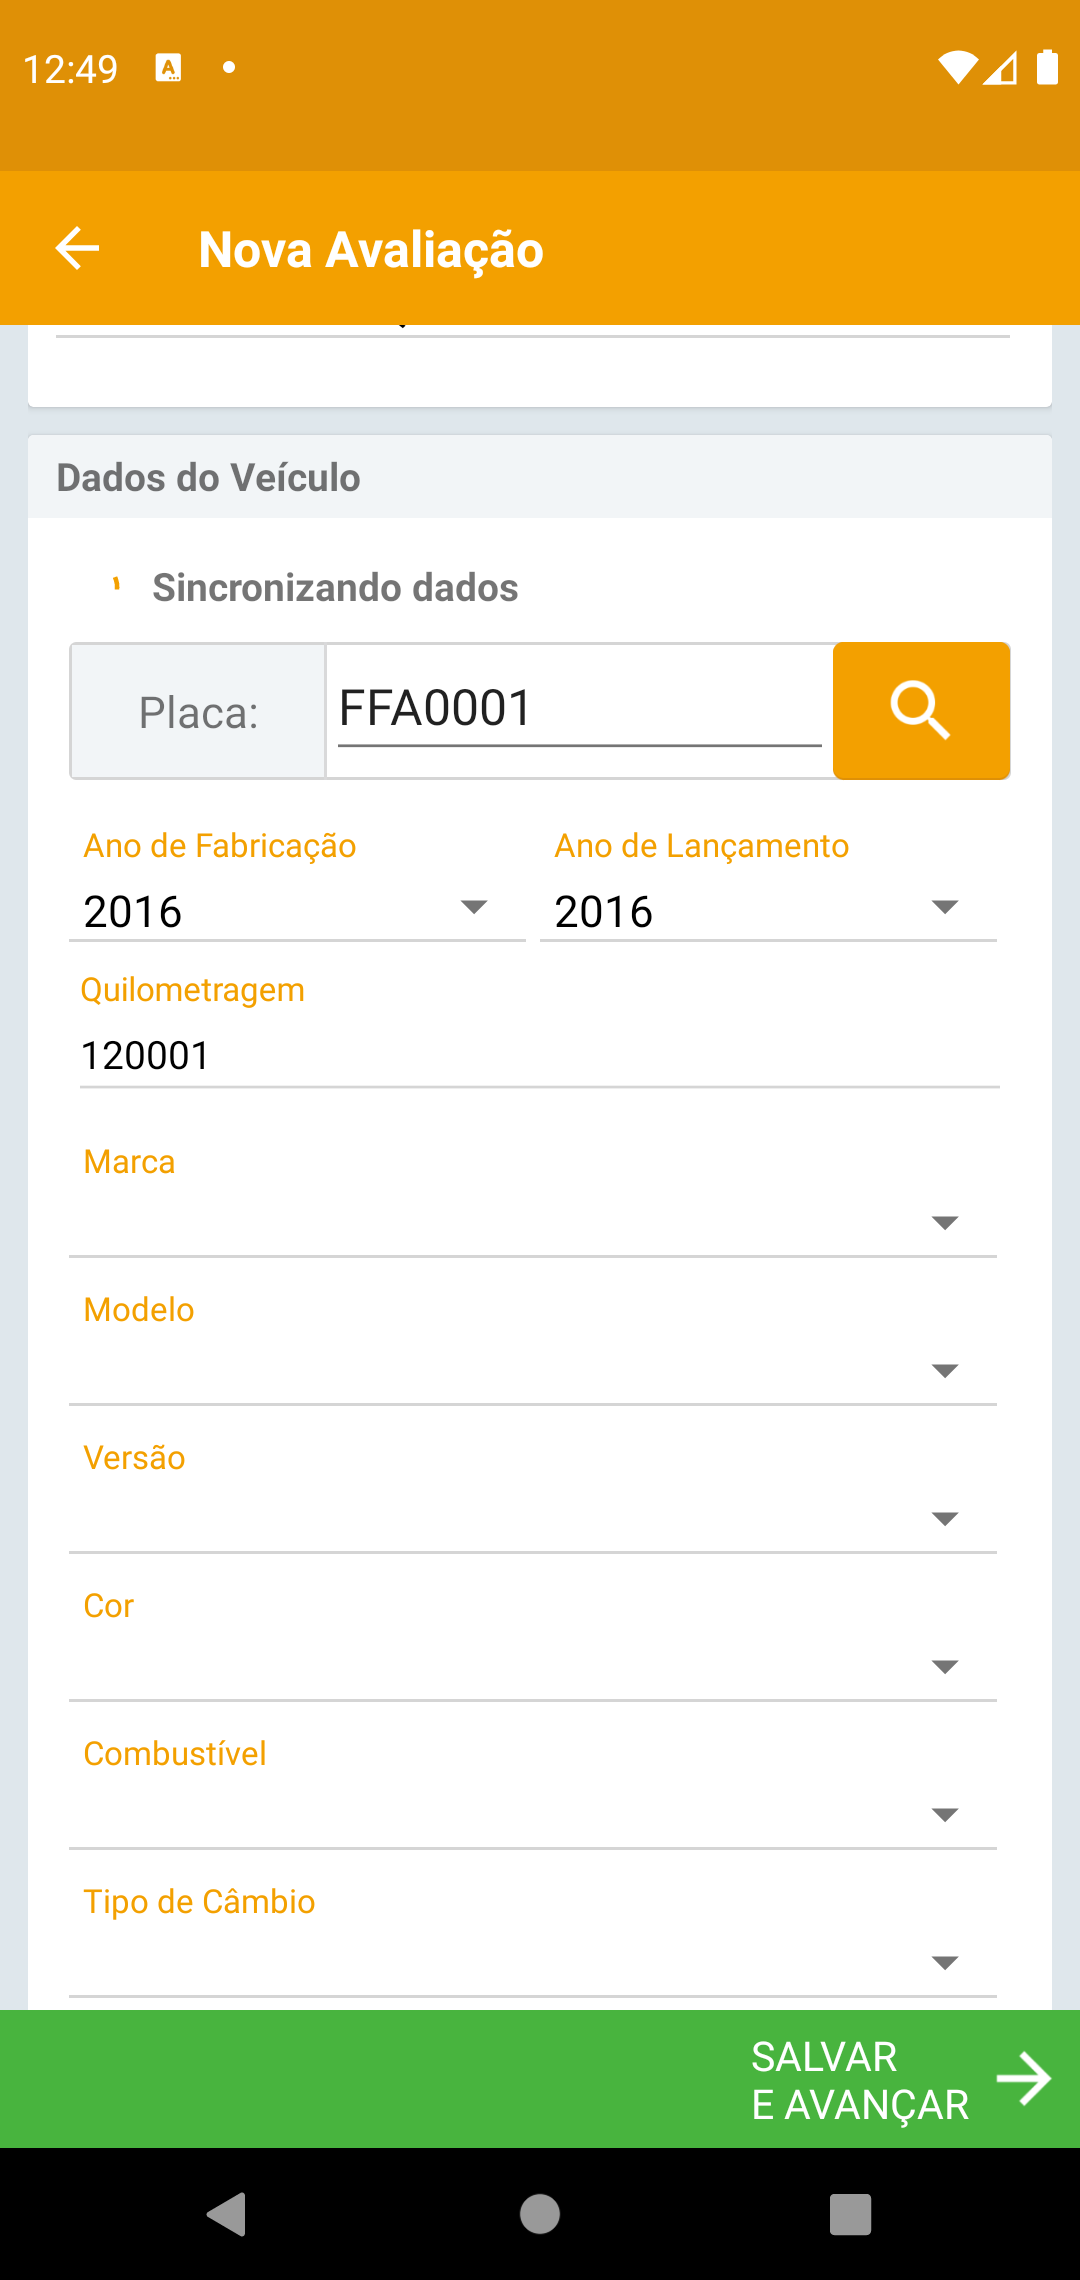 12:49
Nova Avaliação
Dados do Veículo
Sincronizando dados
Placa:
FFA0001
Ano de Fabricação
Ano de Lançamento
2016
2016
Quilometragem
120001
Marca
Modelo
Versão
Cor
Combustível
Tipo de Câmbio
SALVAR
E AVANÇAR